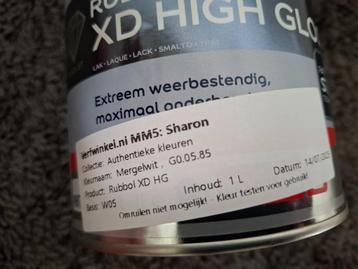 RUBB
XD HIGH GLO
LAK • LAQUE • LACK • SMALTO •
Extreem weerbestendig,
maximaal onderh
verfwinkel.nl MM5: Sharon
Collectie: Authentieke kleuren
Kleurnaam: Mergelwit , G0.05.85
Product: Rubbol XD HG
Basis: W05
Inhoud: 1 L
Datum: 14/07/
Omruilen niet mogelijk! - Kleur testen voor gebruik!